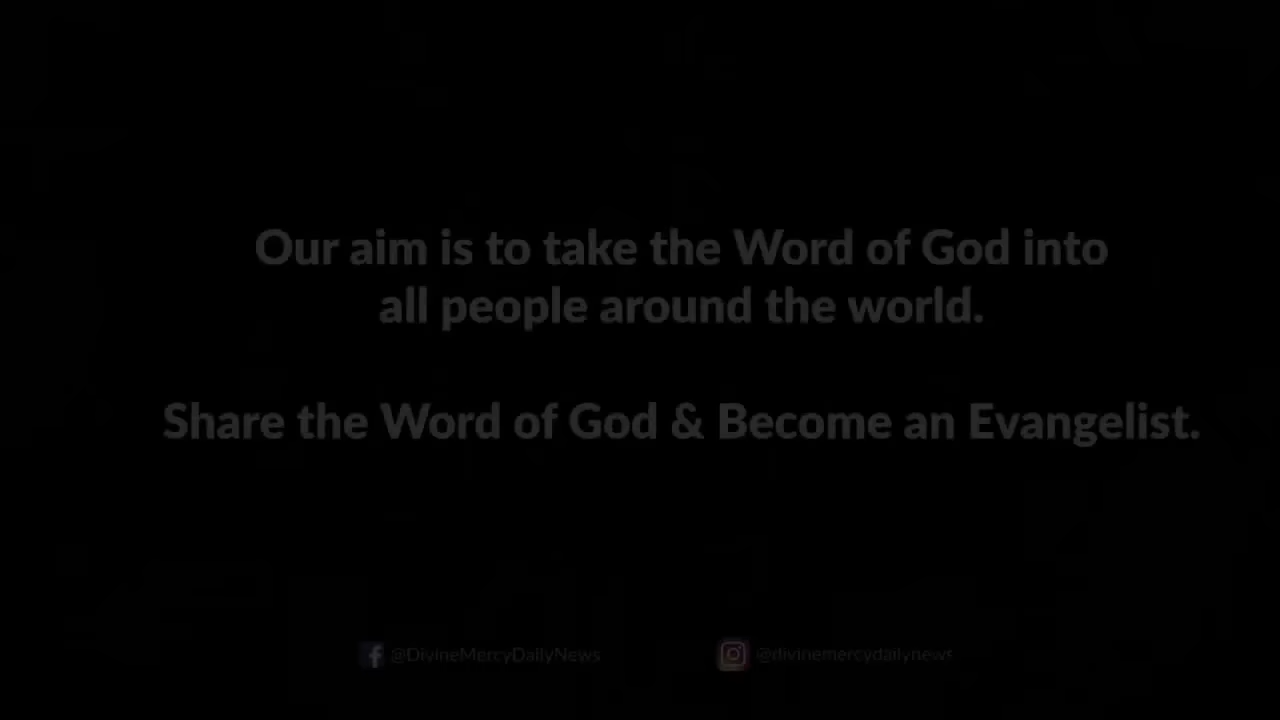 Our aim is to take the Word of God into
all people around the world.
Share the Word of God & Become an Evangelist.
@DivineMercyDailyNews
@divinemercydailynews